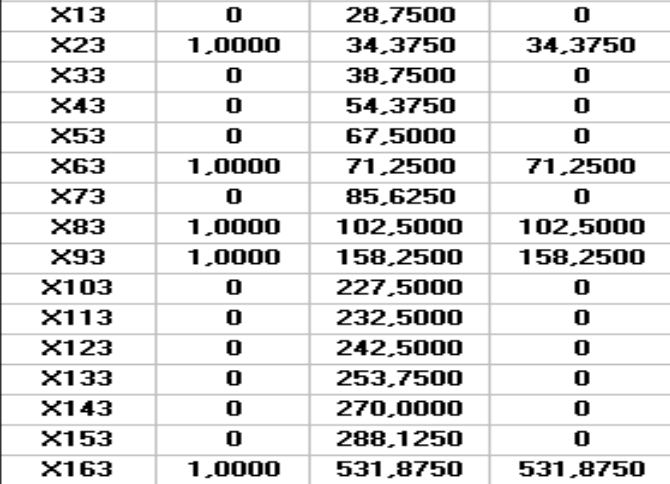 X13 0 28,7500 0
X23 1,0000 34,3750 34,3750
X33 0 38,7500 0
X43 0 54,3750 0
X53 0 67,5000 0
X63 1,0000 71,2500 71,2500
X73 0 85,6250 0
X83 1,0000 102,5000 102,5000
X93 1,0000 158,2500 158,2500
X103 0 227,5000 0
X113 0 232,5000 0
X123 0 242,5000 0
X133 0 253,7500 0
X143 0 270,0000 0
X153 0 288,1250 0
X163 1,0000 531,8750 531,8750